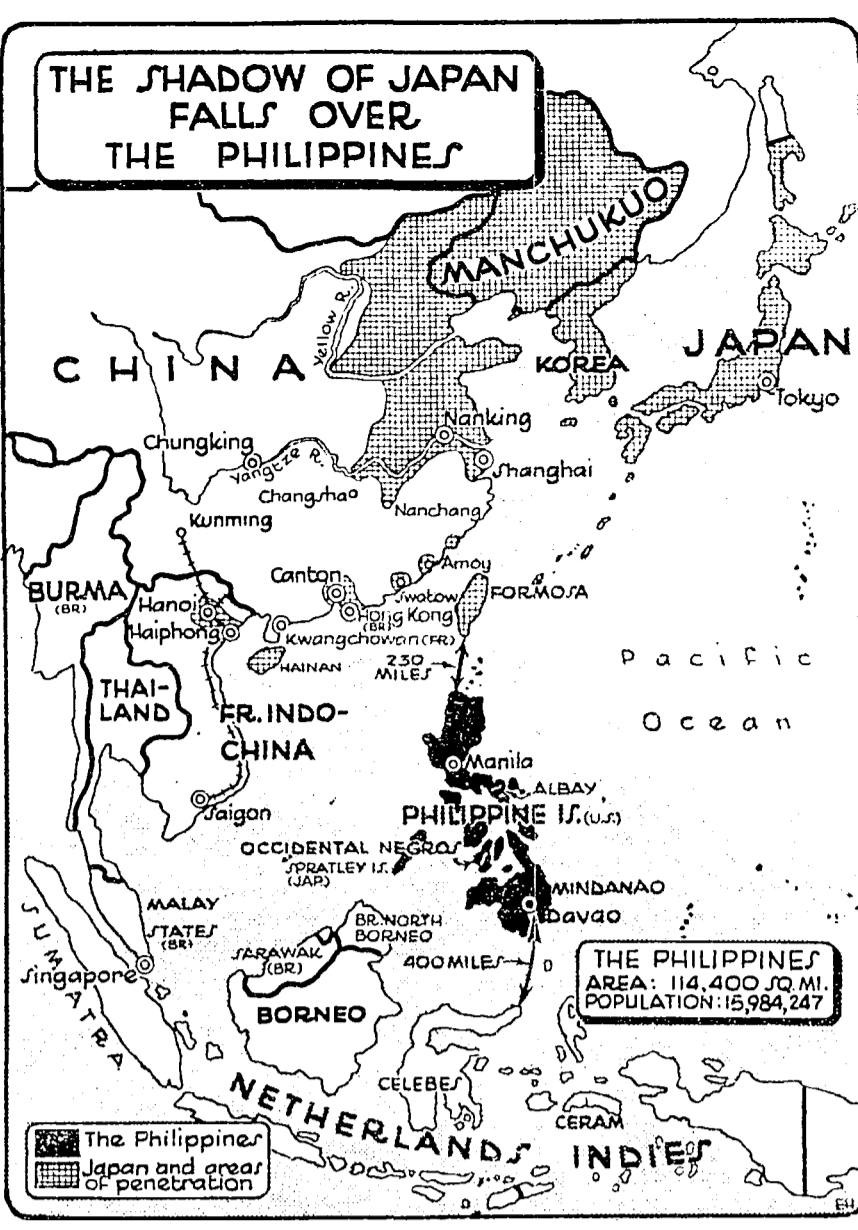 THE SHADOW OF JAPAN
FALLS OVER
THE PHILIPPINES
MANCHUKUO
Yellow R.
CHINA
KOREA
JAPAN
Tokyo
Nanking
Chungking
Yangtze R.
Shanghai
Changsha
Nanchang
Kunming
Amoy
Canton
Swatow
FORMOSA
BURMA
(BR)
Hanoi
Hong Kong
(BR)
Haiphong
Kwangchowan (FR)
HAINAN
230
MILES
Pacific
Ocean
THAI-
LAND
FR. INDO-
CHINA
Manila
ALBAY
Saigon
PHILIPPINE IS. (U.S.)
OCCIDENTAL NEGROS
SPRATLEY IS.
(JAP.)
MINDANAO
Davao
MALAY
STATES
(BR)
BR. NORTH
BORNEO
SARAWAK
(BR)
400 MILES
Singapore
SUMATRA
BORNEO
THE PHILIPPINES
AREA: 114,400 SQ. MI.
POPULATION: 15,984,247
CELEBES
CERAM
NETHERLANDS INDIES
The Philippines
Japan and areas
of penetration
EH